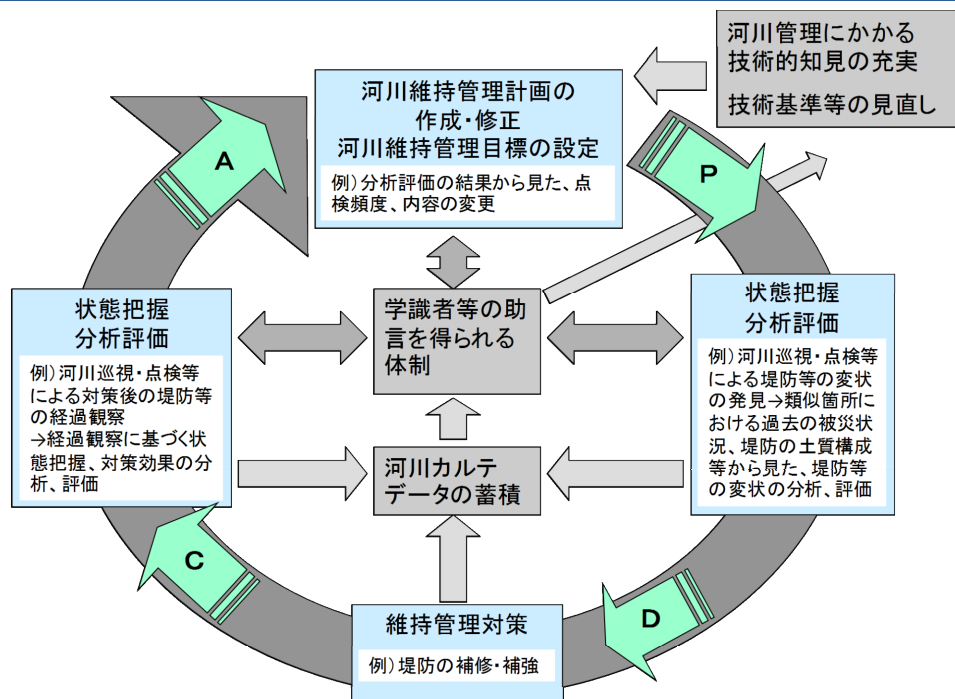 河川管理にかかる
技術的知見の充実
技術基準等の見直し
河川維持管理計画の
作成・修正
河川維持管理目標の設定
例）分析評価の結果から見た、点
検頻度、内容の変更
A
P
状態把握
分析評価
例）河川巡視・点検等
による対策後の堤防等
の経過観察
→経過観察に基づく状
態把握、対策効果の分
析、評価
学識者等の助
言を得られる
体制
状態把握
分析評価
例）河川巡視・点検等
による堤防等の変状
の発見→類似箇所に
おける過去の被災状
況、堤防の土質構成
等から見た、堤防等
の変状の分析、評価
河川カルテ
データの蓄積
C
D
維持管理対策
例）堤防の補修・補強